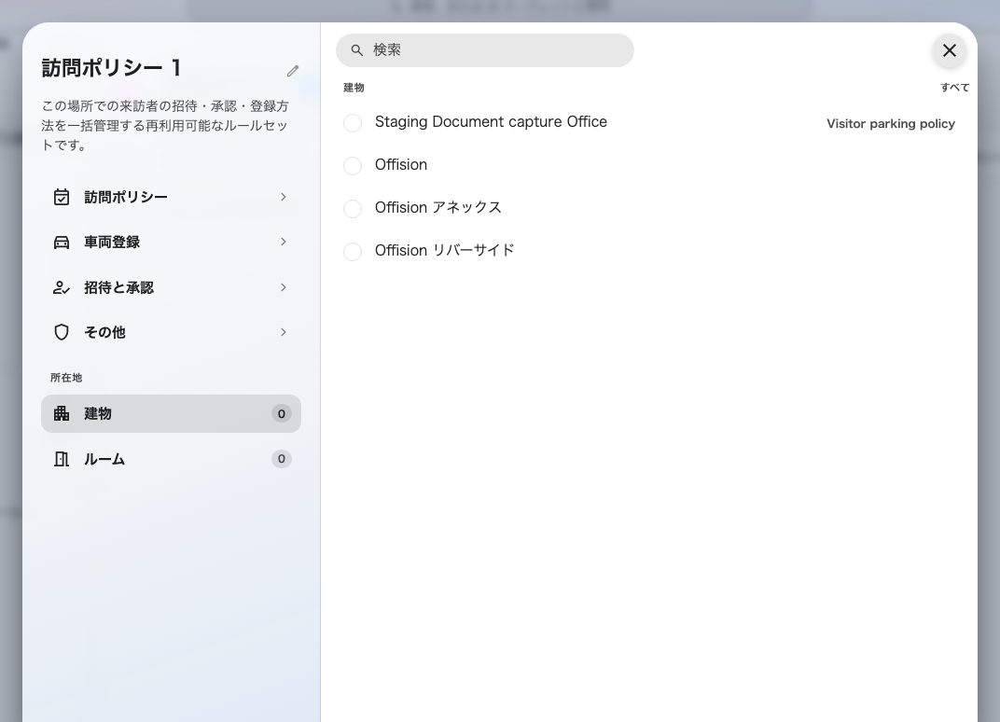 訪問ポリシー 1
この場所での来訪者の招待・承認・登録方
法を一括管理する再利用可能なルールセッ
トです。
訪問ポリシー
車両登録
招待と承認
その他
所在地
建物 0
ルーム 0
検索
建物 すべて
Staging Document capture Office Visitor parking policy
Offision
Offision アネックス
Offision リバーサイド